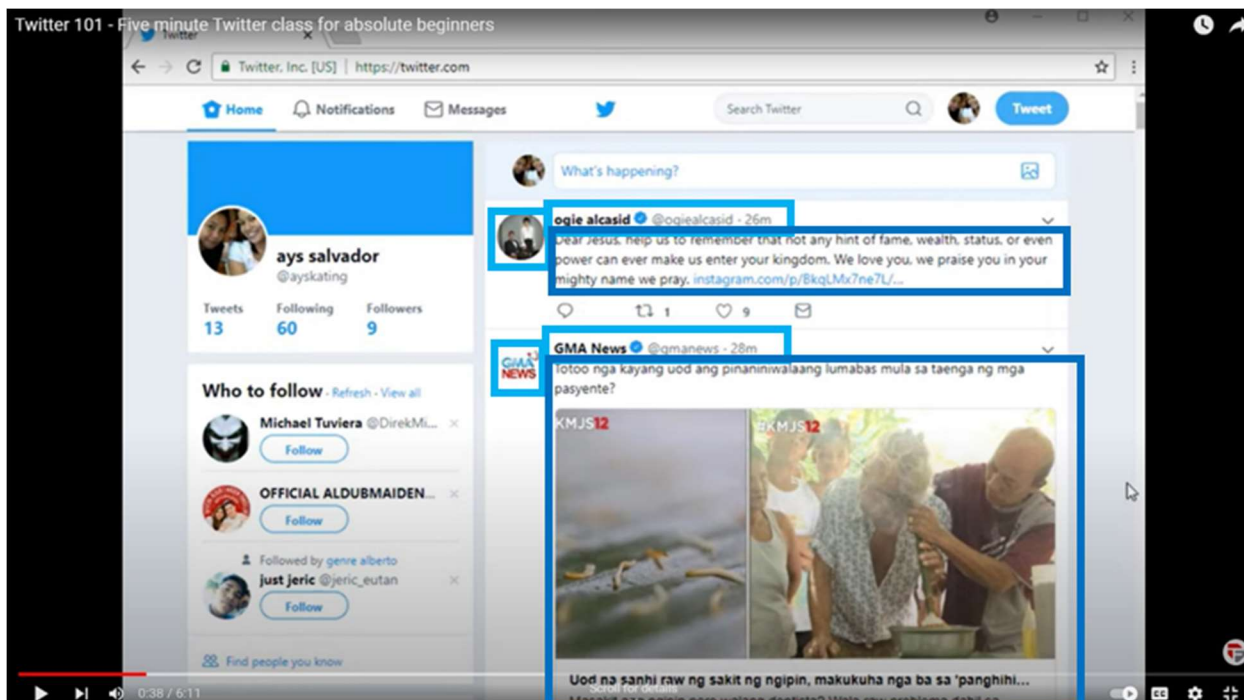 Twitter 101 - Five minute Twitter class for absolute beginners
Twitter
Twitter, Inc. [US] | https://twitter.com
Home Notifications Messages Search Twitter Tweet
What's happening?
ays salvador
@ayskating
Tweets Following Followers
13 60 9
Who to follow - Refresh - View all
Michael Tuviera @DirekMi...
Follow
OFFICIAL ALDUBMAIDEN...
Follow
Followed by genre alberto
just jeric @jeric_eutan
Follow
Find people you know
ogie alcasid @ogiealcasid - 26m
Dear Jesus, help us to remember that not any hint of fame, wealth, status, or even
power can ever make us enter your kingdom. We love you, we praise you in your
mighty name we pray. instagram.com/p/BkqLMx7ne7L/...
1 9
GMA NEWS
GMA News @gmanews - 28m
Totoo nga kayang uod ang pinaniniwalaang lumabas mula sa taenga ng mga
pasyente?
KMJS12 #KMJS12
Uod na sanhi raw ng sakit ng ngipin, makukuha nga ba sa 'panghihi...
Scroll for details
0:38 / 6:11
CC